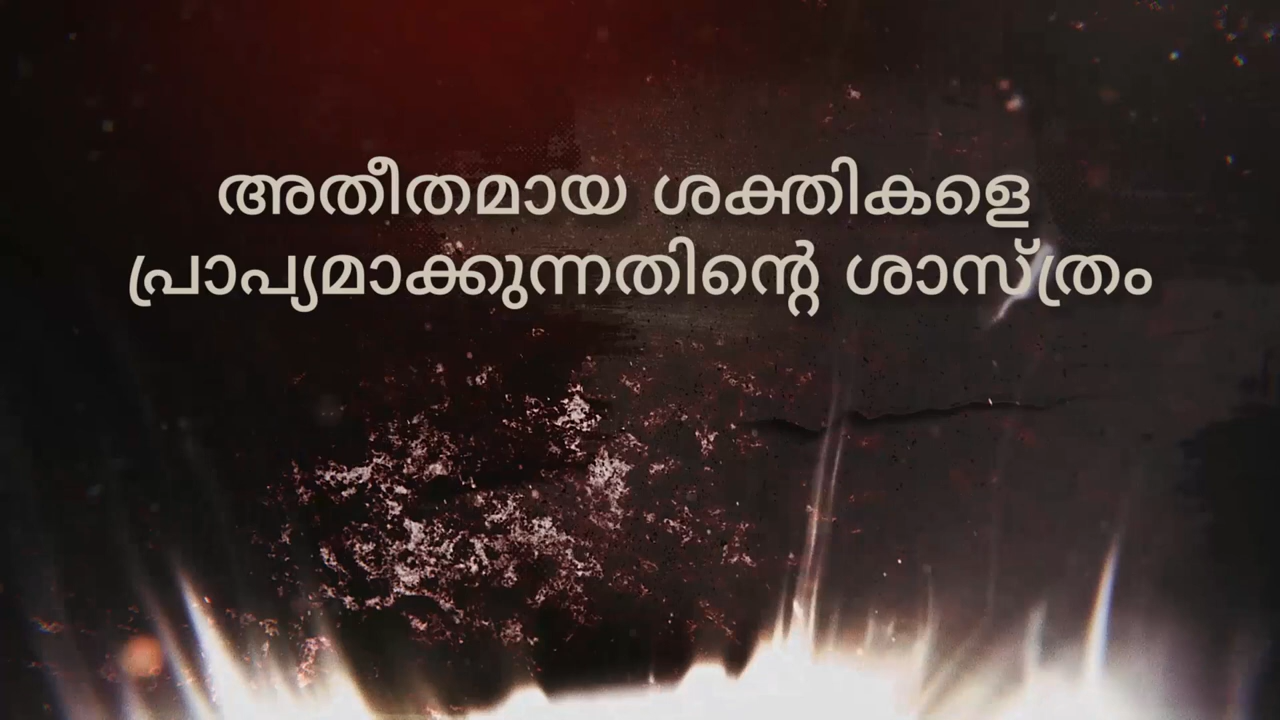 അതീതമായ ശക്തികളെ
പ്രാപ്യമാക്കുന്നതിന്റെ ശാസ്ത്രം